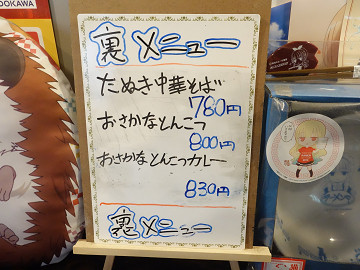 DOKAWA
裏メニュー
たぬき中華そば
780円
おさかなとんこつ
800円
おさかなとんこつカレー
830円
裏メニュー